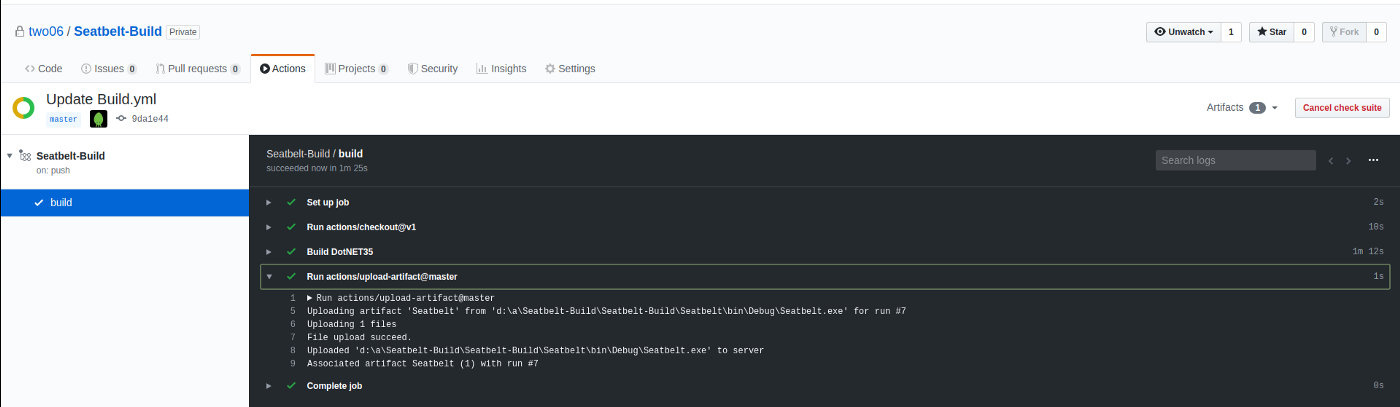 two06 / Seatbelt-Build Private
Unwatch 1 Star 0 Fork 0
Code Issues 0 Pull requests 0 Actions Projects 0 Security Insights Settings
Update Build.yml
master 9da1e44
Artifacts 1 Cancel check suite
Seatbelt-Build
on: push
build
Seatbelt-Build / build
succeeded now in 1m 25s
Search logs
Set up job 2s
Run actions/checkout@v1 10s
Build DotNET35 1m 12s
Run actions/upload-artifact@master 1s
1 Run actions/upload-artifact@master
5 Uploading artifact 'Seatbelt' from 'd:\a\Seatbelt-Build\Seatbelt-Build\Seatbelt\bin\Debug\Seatbelt.exe' for run #7
6 Uploading 1 files
7 File upload succeed.
8 Uploaded 'd:\a\Seatbelt-Build\Seatbelt-Build\Seatbelt\bin\Debug\Seatbelt.exe' to server
9 Associated artifact Seatbelt (1) with run #7
Complete job 0s